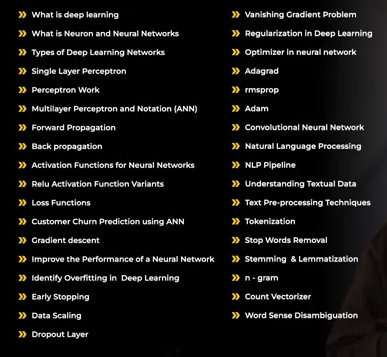 What is deep learning
What is Neuron and Neural Networks
Types of Deep Learning Networks
Single Layer Perceptron
Perceptron Work
Multilayer Perceptron and Notation (ANN)
Forward Propagation
Back propagation
Activation Functions for Neural Networks
Relu Activation Function Variants
Loss Functions
Customer Churn Prediction using ANN
Gradient descent
Improve the Performance of a Neural Network
Identify Overfitting in Deep Learning
Early Stopping
Data Scaling
Dropout Layer
Vanishing Gradient Problem
Regularization in Deep Learning
Optimizer in neural network
Adagrad
rmsprop
Adam
Convolutional Neural Network
Natural Language Processing
NLP Pipeline
Understanding Textual Data
Text Pre-processing Techniques
Tokenization
Stop Words Removal
Stemming & Lemmatization
n - gram
Count Vectorizer
Word Sense Disambiguation